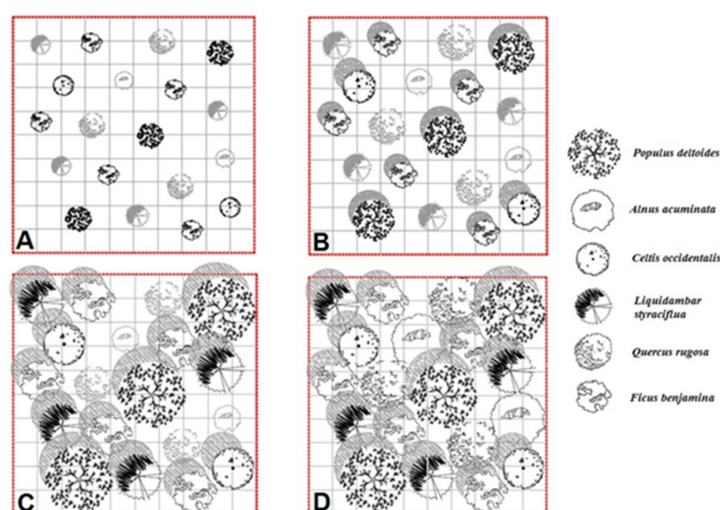 A
B
C
D
Populus deltoides
Alnus acuminata
Celtis occidentalis
Liquidambar
styraciflua
Quercus rugosa
Ficus benjamina